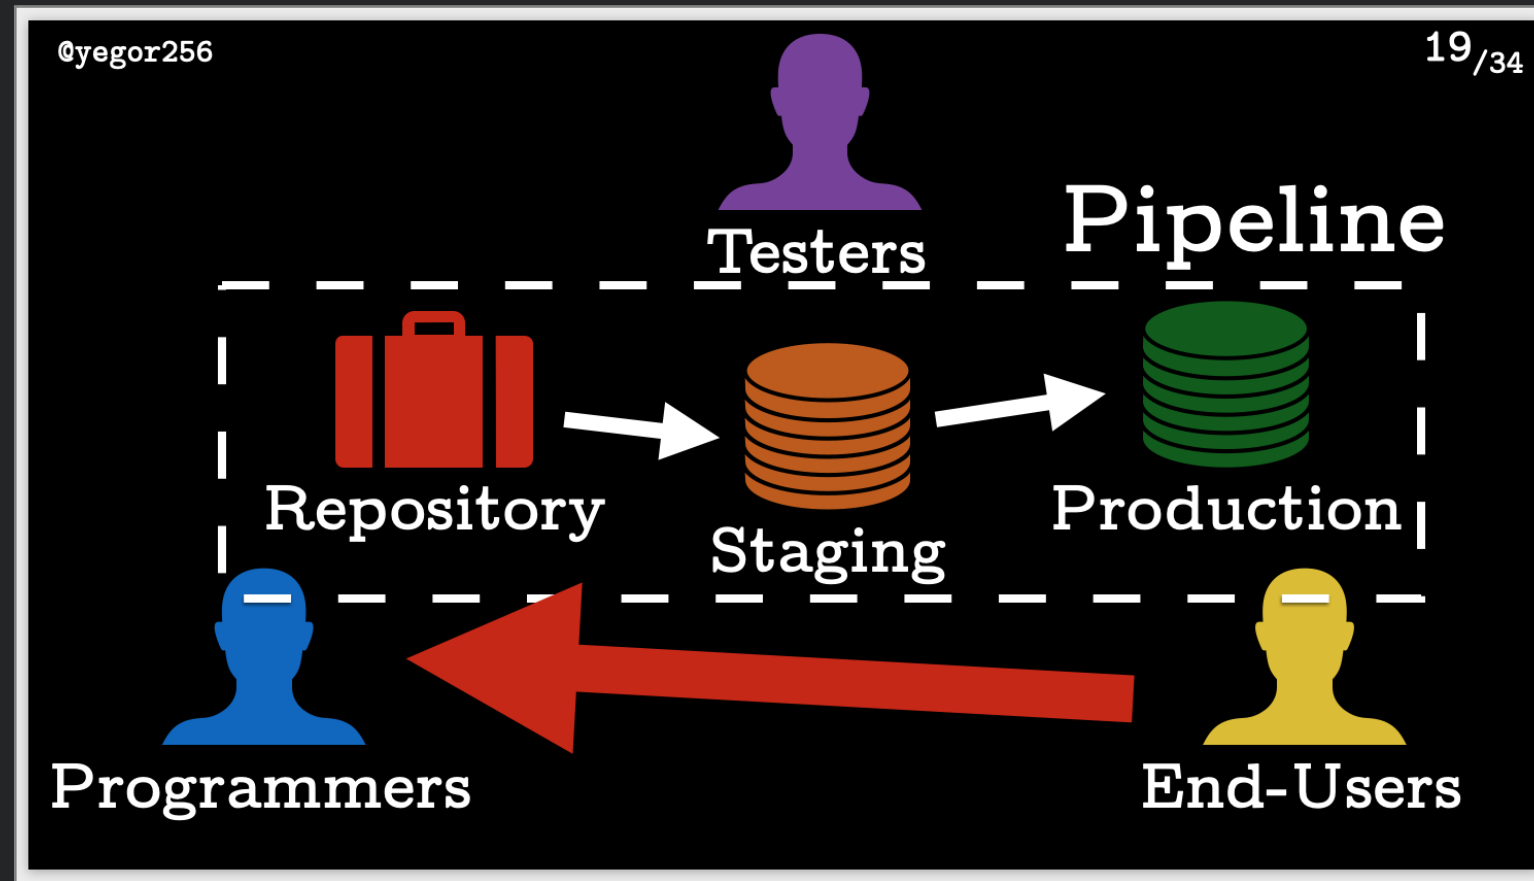 @yegor256
19/34
Testers
Pipeline
Repository
Staging
Production
Programmers
End-Users